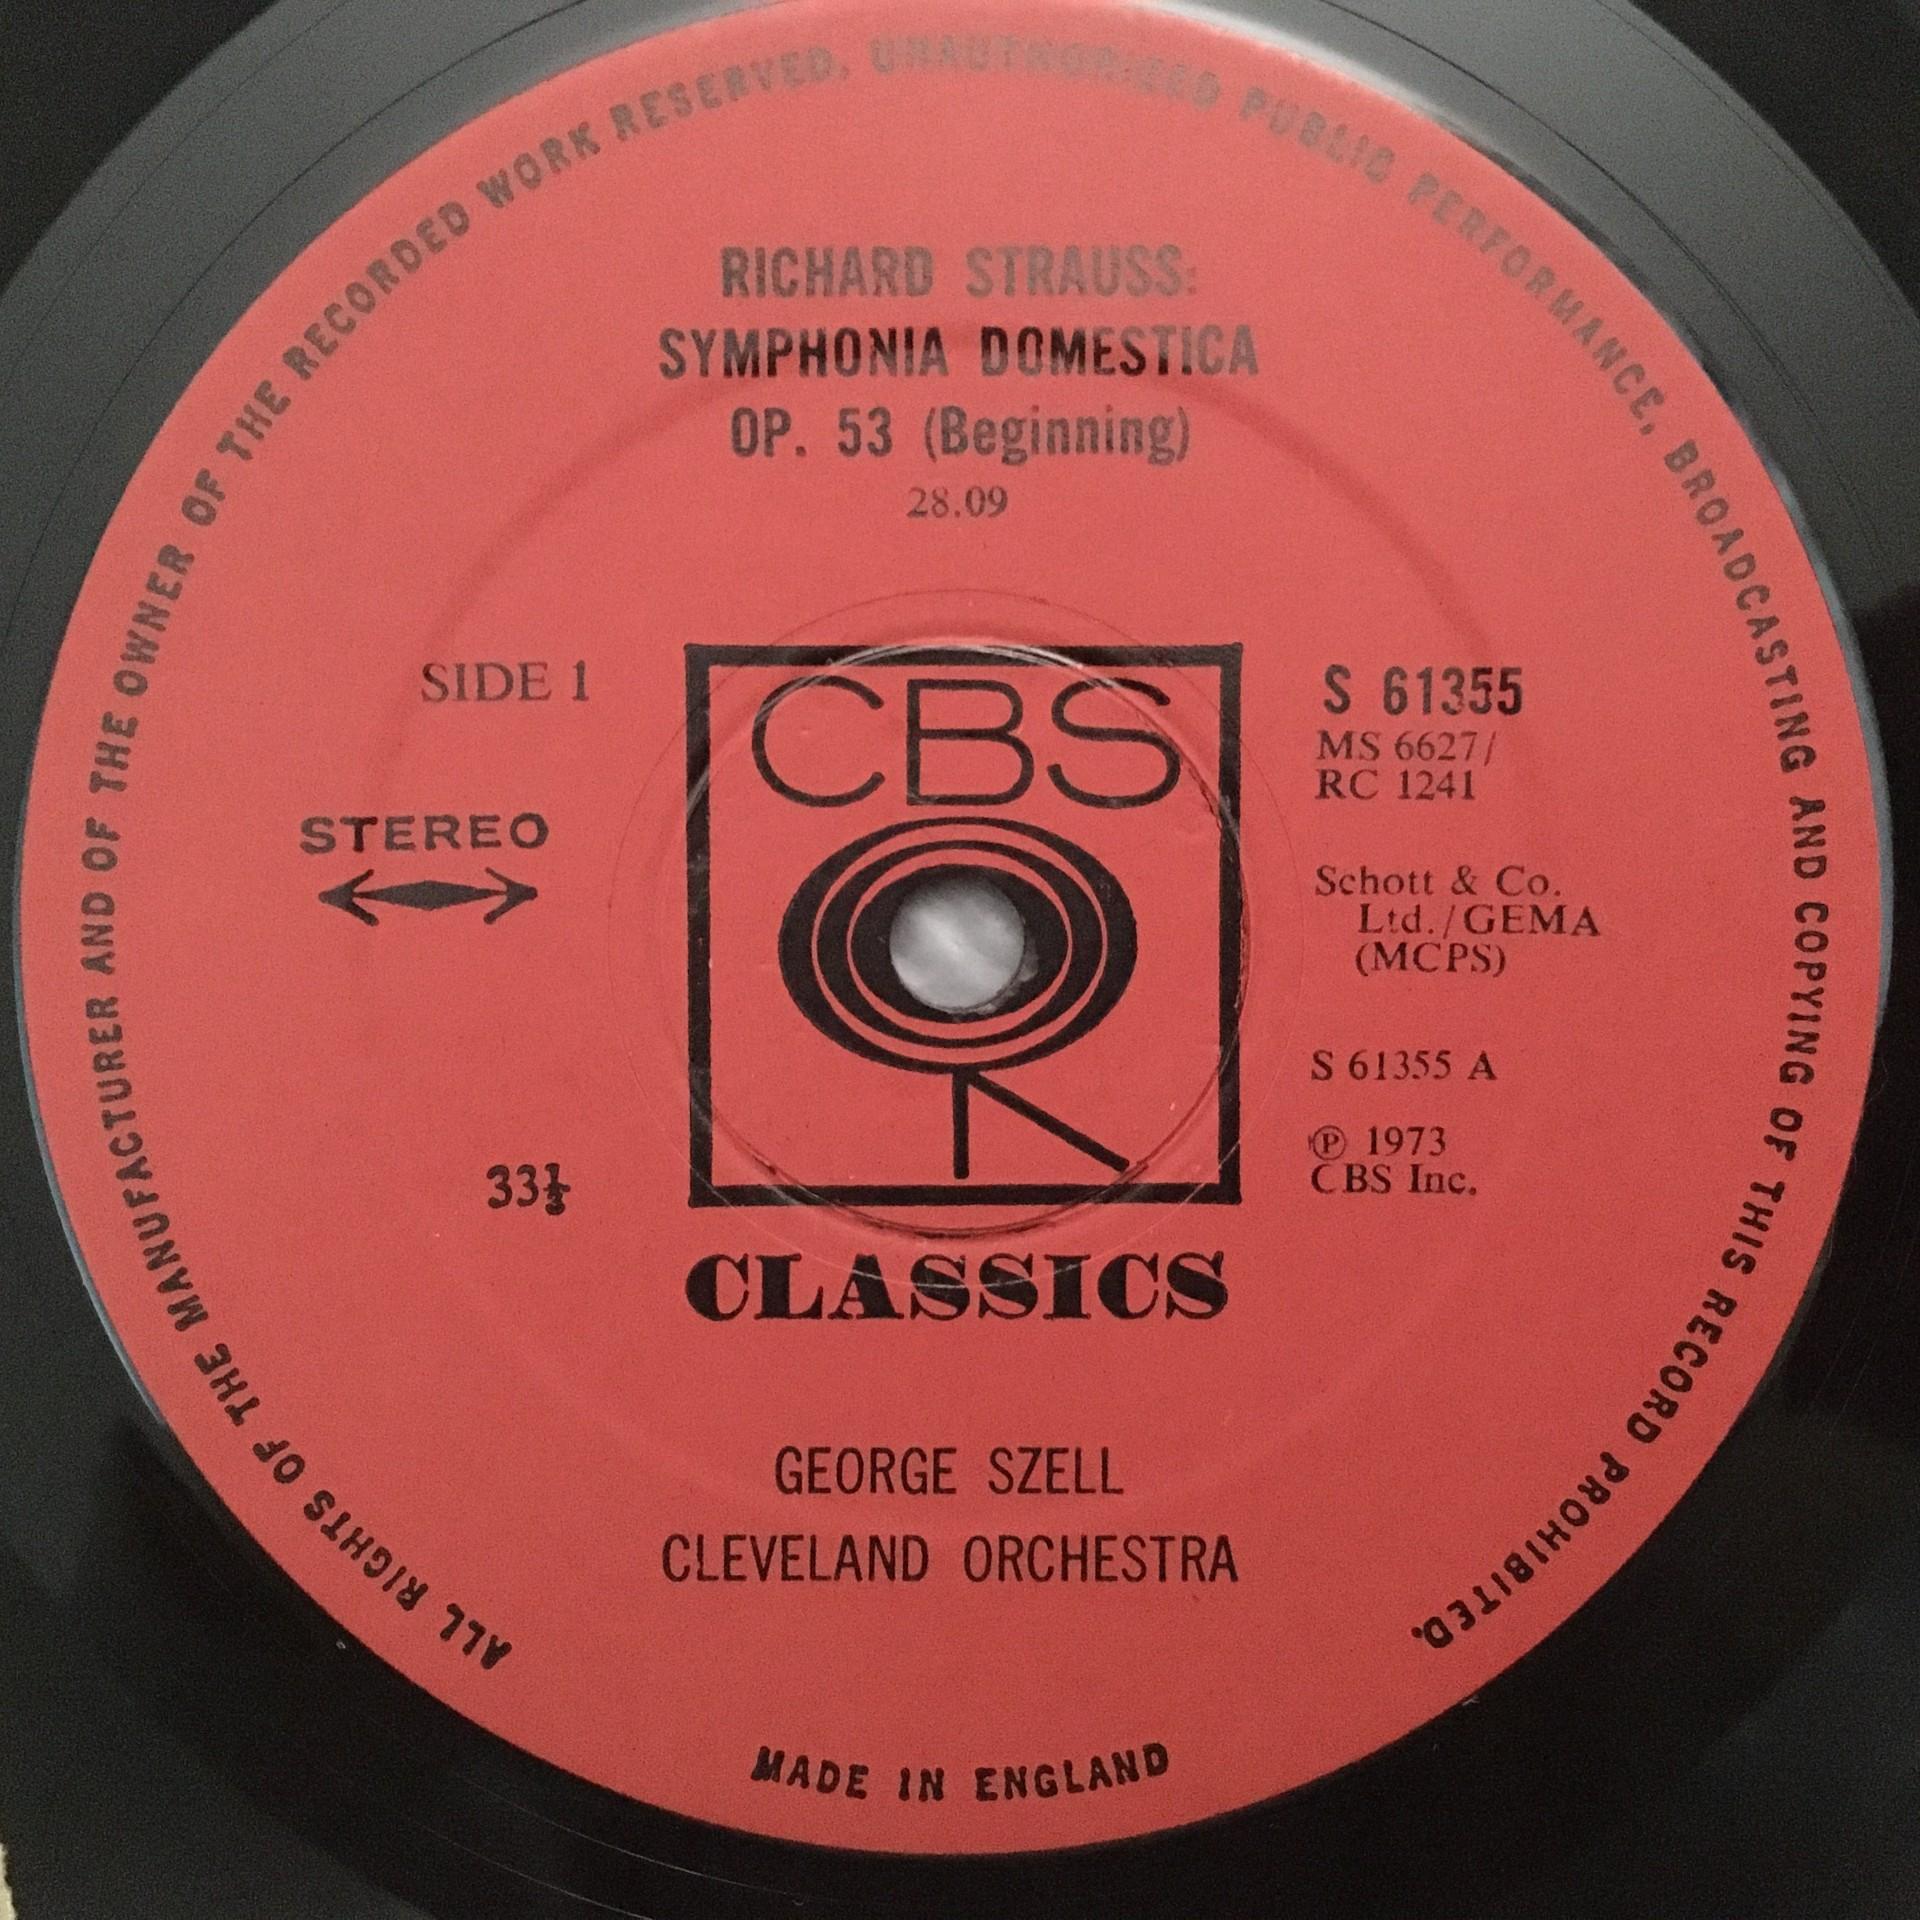 ALL RIGHTS OF THE MANUFACTURER AND OF THE OWNER OF THE RECORDED WORK RESERVED. UNAUTHORISED PUBLIC PERFORMANCE, BROADCASTING AND COPYING OF THIS RECORD PROHIBITED.
RICHARD STRAUSS:
SYMPHONIA DOMESTICA
OP. 53 (Beginning)
28.09
SIDE 1
STEREO
33⅓
CBS
CLASSICS
S 61355
MS 6627/
RC 1241
Schott & Co.
Ltd./GEMA
(MCPS)
S 61355 A
℗ 1973
CBS Inc.
GEORGE SZELL
CLEVELAND ORCHESTRA
MADE IN ENGLAND